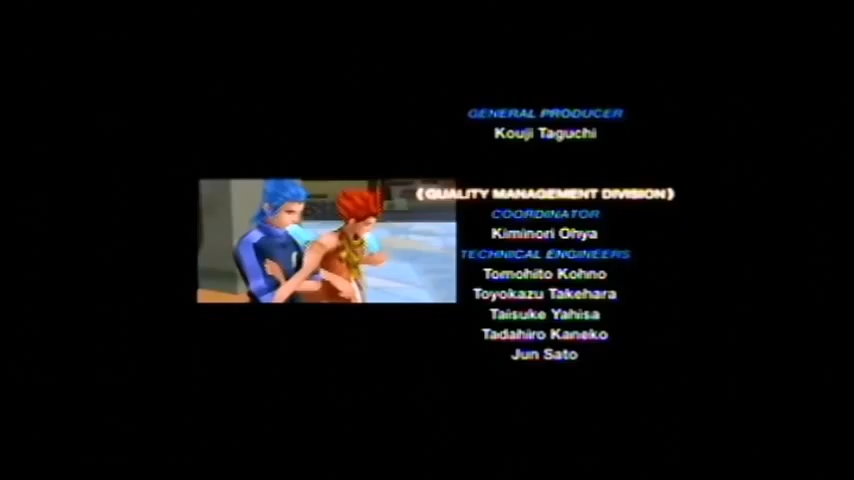 GENERAL PRODUCER
Kouji Taguchi
(QUALITY MANAGEMENT DIVISION)
COORDINATOR
Kiminori Ohya
TECHNICAL ENGINEERS
Tomohito Kohno
Toyokazu Takehara
Taisuke Yahisa
Tadahiro Kaneko
Jun Sato